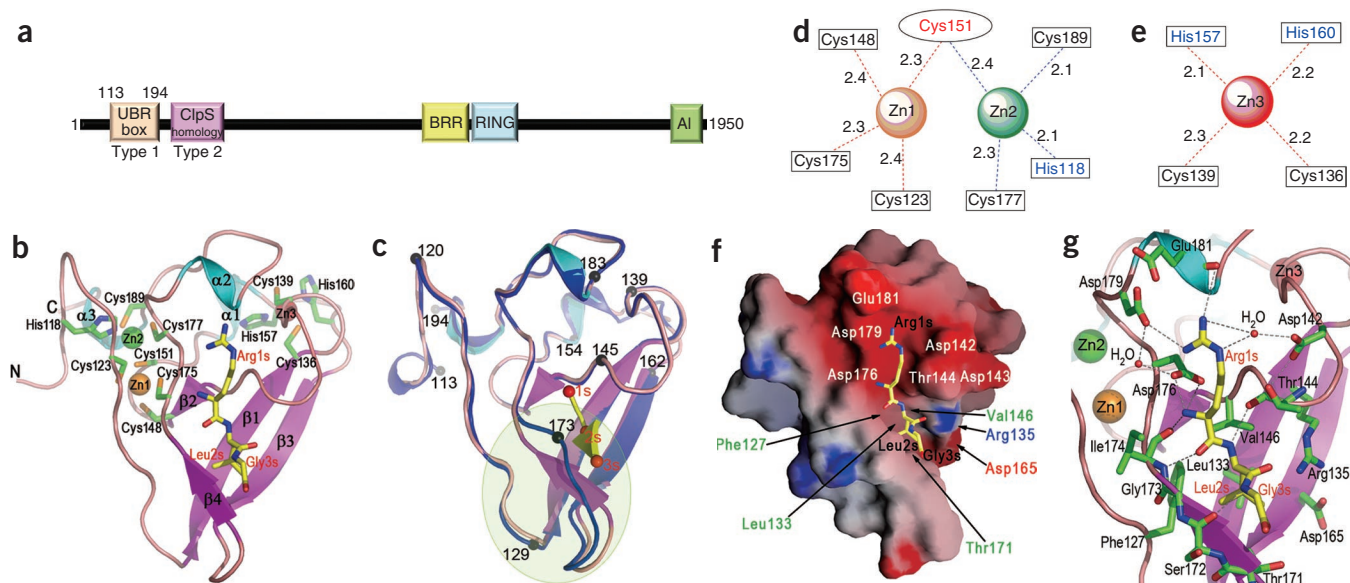 a
113 194
UBR box
ClpS homology
BRR
RING
AI
1
1950
Type 1
Type 2
d
Cys151
Cys148
Cys189
2.3
2.4
2.4
2.1
Zn1
Zn2
2.3
2.1
Cys175
2.4
2.3
His118
Cys123
Cys177
e
His157
His160
2.1
2.2
Zn3
2.3
2.2
Cys139
Cys136
b
α2
Cys139
His160
C
α3
Cys189
α1
Zn3
His118
Zn2
Cys177
His157
Cys123
Cys151
Cys136
N
Zn1
Cys175
Arg1s
β2
β1
Cys148
β3
Leu2s
Gly3s
β4
c
120
183
139
194
154
145
162
113
1s
173
3s
129
f
Glu181
Arg1s
Asp179
Asp142
Asp176
Thr144
Asp143
Val146
Phe127
Arg135
Leu2s
Gly3s
Asp165
Leu133
Thr171
g
Glu181
Zn3
Asp179
H2O
Asp142
Zn2
H2O
Arg1s
Asp176
Thr144
Zn1
Val146
Ile174
Leu133
Arg135
Gly173
Leu2s
Gly3s
Phe127
Asp165
Ser172
Thr171